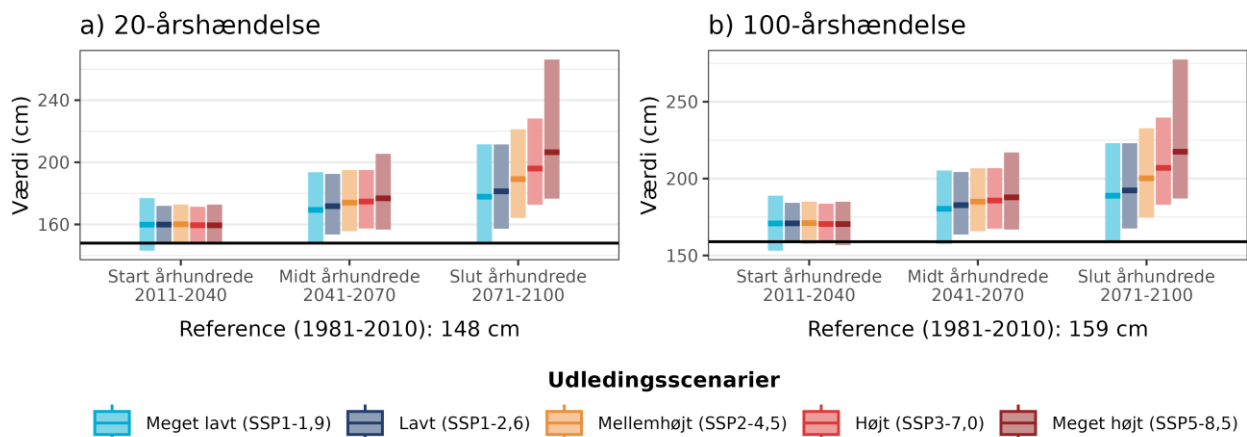 a) 20-årshændelse
Værdi (cm)
240
200
160
Start århundrede
2011-2040
Midt århundrede
2041-2070
Slut århundrede
2071-2100
Reference (1981-2010): 148 cm
b) 100-årshændelse
Værdi (cm)
250
200
150
Start århundrede
2011-2040
Midt århundrede
2041-2070
Slut århundrede
2071-2100
Reference (1981-2010): 159 cm
Udledingsscenarier
Meget lavt (SSP1-1,9)
Lavt (SSP1-2,6)
Mellemhøjt (SSP2-4,5)
Højt (SSP3-7,0)
Meget højt (SSP5-8,5)